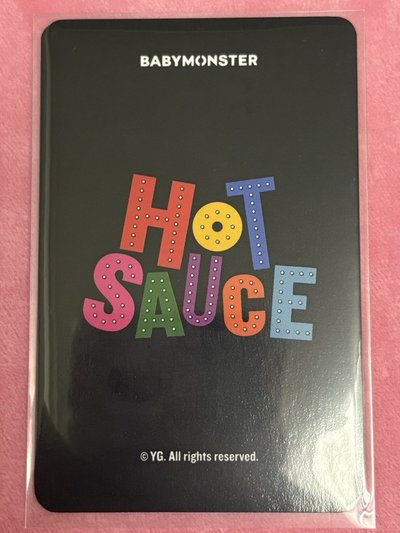 BABYMONSTER
HOT
SAUCE
© YG. All rights reserved.